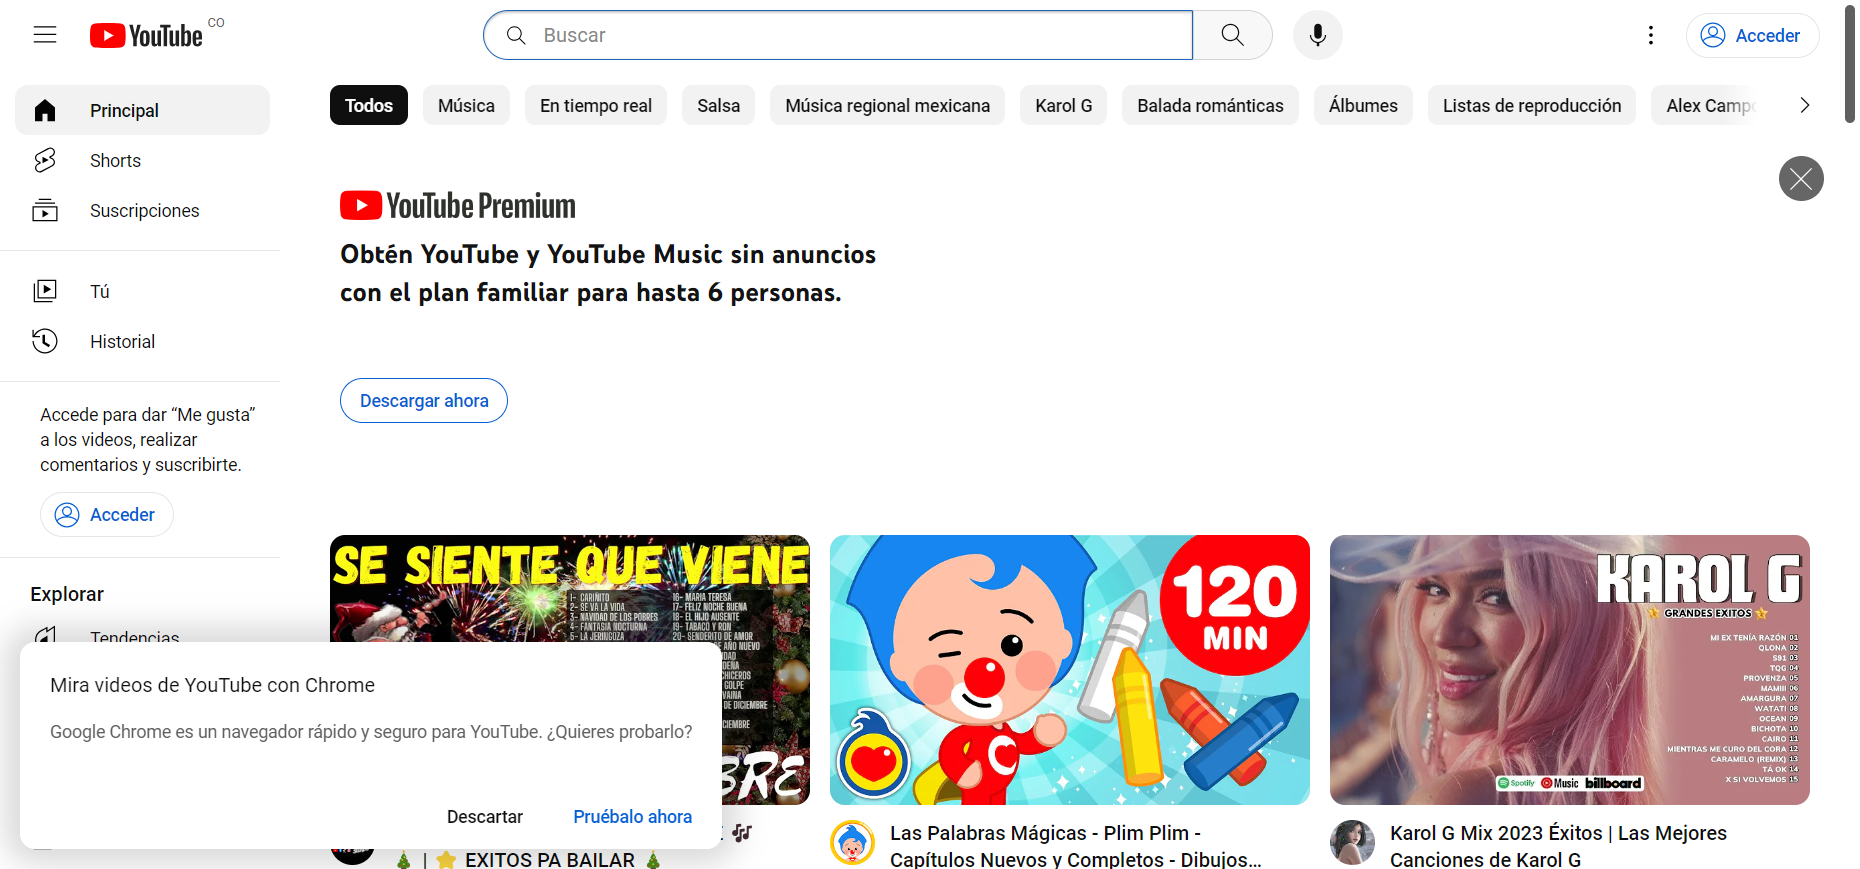 YouTube CO
Buscar
Acceder
Principal
Shorts
Suscripciones
Tú
Historial
Accede para dar “Me gusta”
a los videos, realizar
comentarios y suscribirte.
Acceder
Explorar
Tendencias
Todos
Música
En tiempo real
Salsa
Música regional mexicana
Karol G
Balada románticas
Álbumes
Listas de reproducción
Alex Campo
YouTube Premium
Obtén YouTube y YouTube Music sin anuncios
con el plan familiar para hasta 6 personas.
Descargar ahora
SE SIENTE QUE VIENE
1- CARIÑITO
2- SE VA LA VIDA
3- NAVIDAD DE LOS POBRES
4- FANTASIA NOCTURNA
5- LA JERINGOZA
16- MARIA TERESA
17- FELIZ NOCHE BUENA
18- EL HIJO AUSENTE
19- TABACO Y RON
20- SENDERITO DE AMOR
DE AÑO NUEVO
GOLPE
DE DICIEMBRE
BRE
| EXITOS PA BAILAR
120
MIN
Las Palabras Mágicas - Plim Plim -
Capítulos Nuevos y Completos - Dibujos...
KAROL G
GRANDES EXITOS
MI EX TENÍA RAZÓN 01
QLONA 02
S91 03
TQG 04
PROVENZA 05
MAMIII 06
AMARGURA 07
WATATI 08
OCEAN 09
BICHOTA 10
CAIRO 11
MIENTRAS ME CURO DEL CORA 12
CARAMELO (REMIX) 13
TÁ OK 14
X SI VOLVEMOS 15
Spotify Music billboard
Karol G Mix 2023 Éxitos | Las Mejores
Canciones de Karol G
Mira videos de YouTube con Chrome
Google Chrome es un navegador rápido y seguro para YouTube. ¿Quieres probarlo?
Descartar
Pruébalo ahora